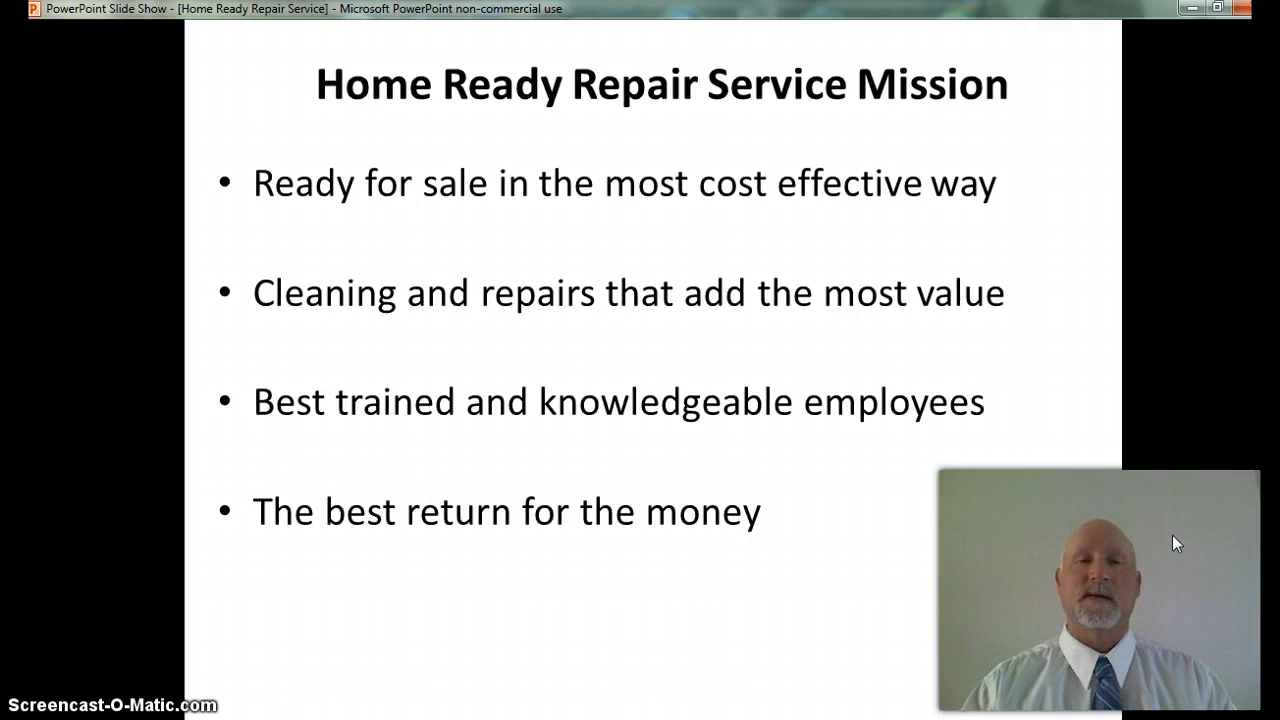 PowerPoint Slide Show - [Home Ready Repair Service] - Microsoft PowerPoint non-commercial use
Home Ready Repair Service Mission
• Ready for sale in the most cost effective way
• Cleaning and repairs that add the most value
• Best trained and knowledgeable employees
• The best return for the money
Screencast-O-Matic.com